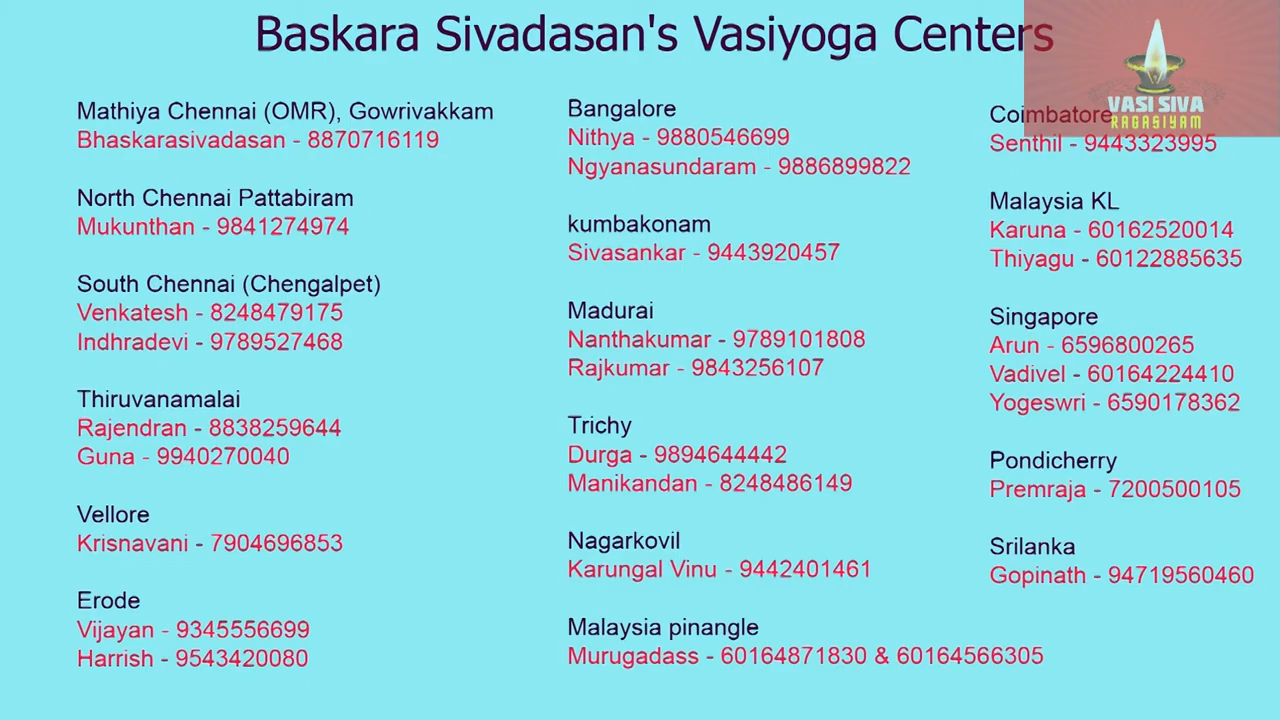 Baskara Sivadasan's Vasiyoga Centers
Mathiya Chennai (OMR), Gowrivakkam
Bhaskarasivadasan - 8870716119
North Chennai Pattabiram
Mukunthan - 9841274974
South Chennai (Chengalpet)
Venkatesh - 8248479175
Indhradevi - 9789527468
Thiruvanamalai
Rajendran - 8838259644
Guna - 9940270040
Vellore
Krisnavani - 7904696853
Erode
Vijayan - 9345556699
Harrish - 9543420080
Bangalore
Nithya - 9880546699
Ngyanasundaram - 9886899822
kumbakonam
Sivasankar - 9443920457
Madurai
Nanthakumar - 9789101808
Rajkumar - 9843256107
Trichy
Durga - 9894644442
Manikandan - 8248486149
Nagarkovil
Karungal Vinu - 9442401461
Malaysia pinangle
Murugadass - 60164871830 & 60164566305
VASI SIVA
RAGASIYAM
Coimbatore
Senthil - 9443323995
Malaysia KL
Karuna - 60162520014
Thiyagu - 60122885635
Singapore
Arun - 6596800265
Vadivel - 60164224410
Yogeswri - 6590178362
Pondicherry
Premraja - 7200500105
Srilanka
Gopinath - 94719560460